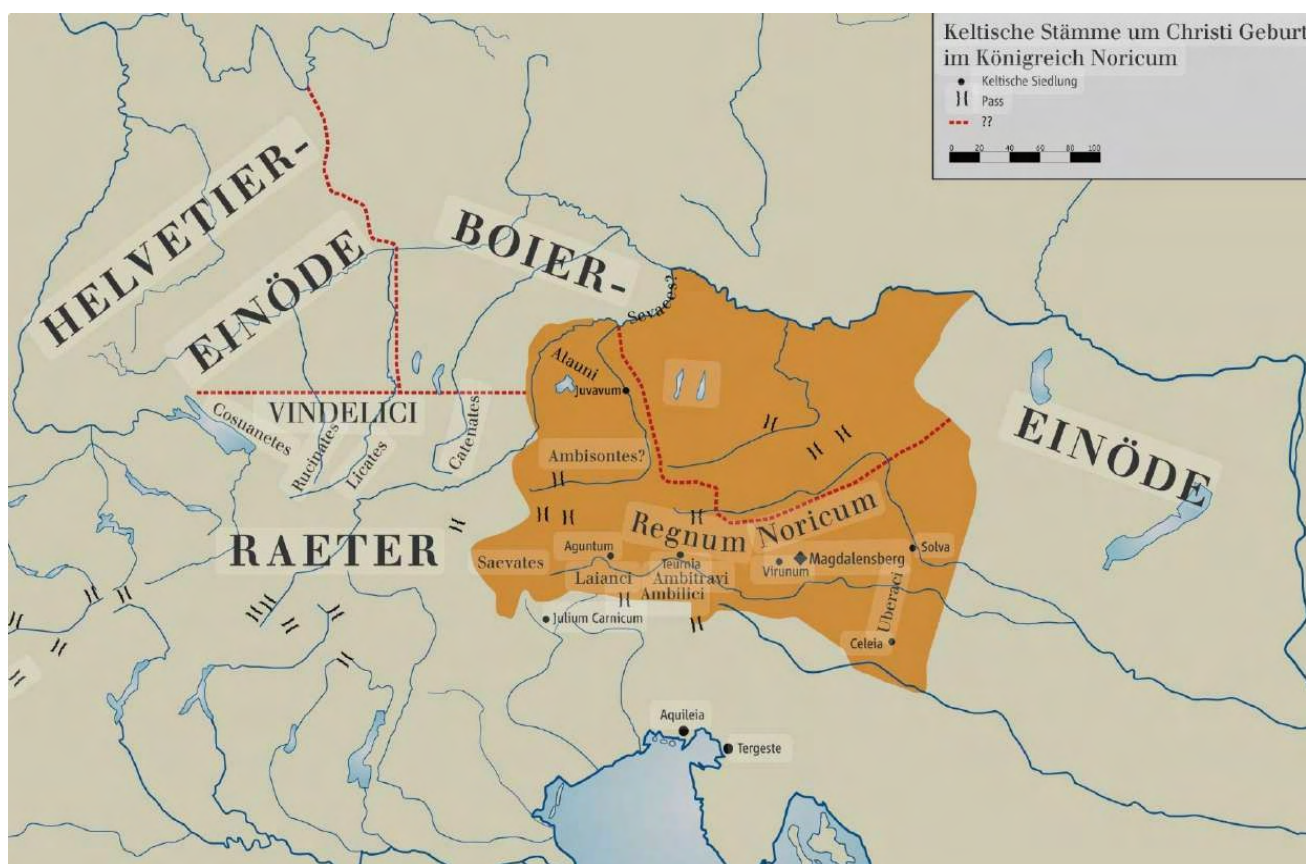 Keltische Stämme um Christi Geburt
im Königreich Noricum
Keltische Siedlung
Pass
??
0 20 40 60 80 100
HELVETIER-
EINÖDE
BOIER-
EINÖDE
Sevaces?
Alauni
Juvavum
VINDELICI
Cosuanetes
Rucinates
Licates
Catenates
Ambisontes?
RAETER
Regnum Noricum
Aguntum
Teurnia
Magdalensberg
Virunum
Solva
Saevates
Laianci
Ambitravi
Ambilici
Uberaci
Julium Carnicum
Celeia
Aquileia
Tergeste